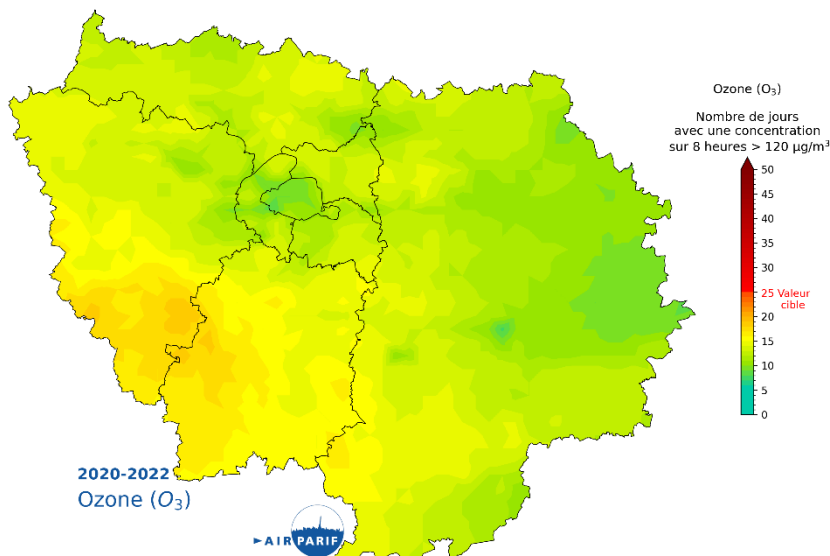 Ozone (O₃)
Nombre de jours
avec une concentration
sur 8 heures > 120 µg/m³
50
45
40
35
30
25 Valeur
cible
20
15
10
5
0
2020-2022
Ozone (O₃)
AIRPARIF